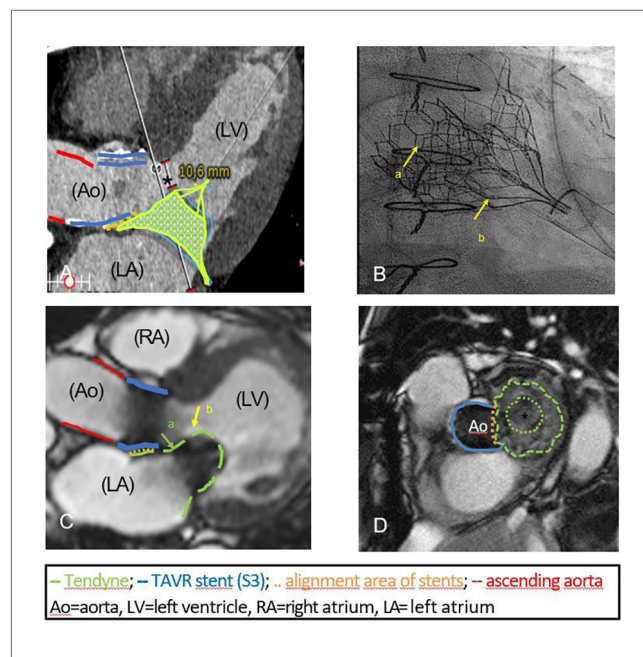 (LV)
10,6 mm
*
(Ao)
(LA)
A
a
b
B
(RA)
(Ao)
(LV)
b
a
(LA)
C
Ao
*
D
-- Tendyne; -- TAVR stent (S3); .. alignment area of stents; -- ascending aorta
Ao=aorta, LV=left ventricle, RA=right atrium, LA= left atrium